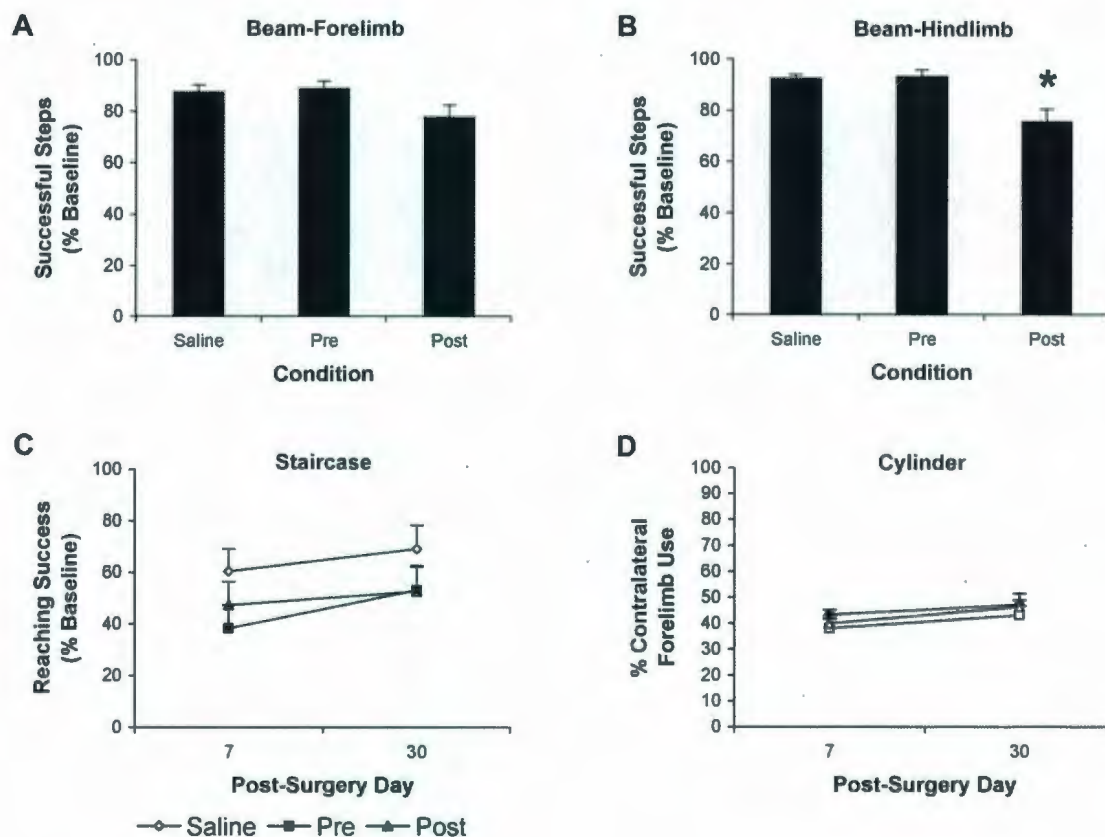 A
Beam-Forelimb
Successful Steps
(% Baseline)
100
80
60
40
20
0
Saline Pre Post
Condition
B
Beam-Hindlimb
*
Successful Steps
(% Baseline)
100
80
60
40
20
0
Saline Pre Post
Condition
C
Staircase
Reaching Success
(% Baseline)
100
80
60
40
20
0
7 30
Post-Surgery Day
D
Cylinder
% Contralateral
Forelimb Use
100
90
80
70
60
50
40
30
20
10
0
7 30
Post-Surgery Day
Saline Pre Post